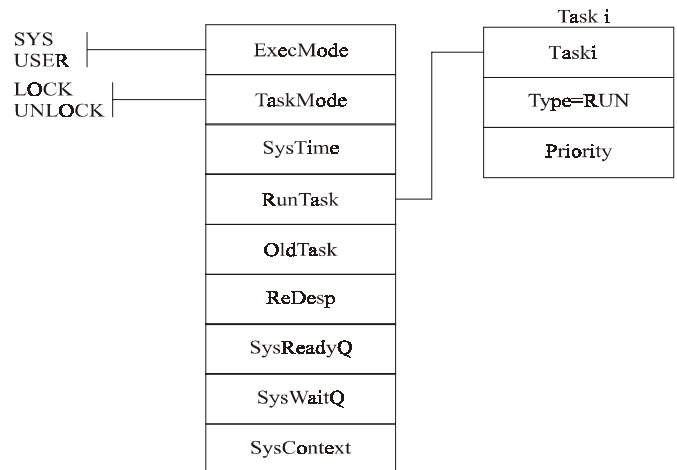 SYS
USER
LOCK
UNLOCK
ExecMode
TaskMode
SysTime
RunTask
OldTask
ReDesp
SysReadyQ
SysWaitQ
SysContext
Task i
Taski
Type=RUN
Priority